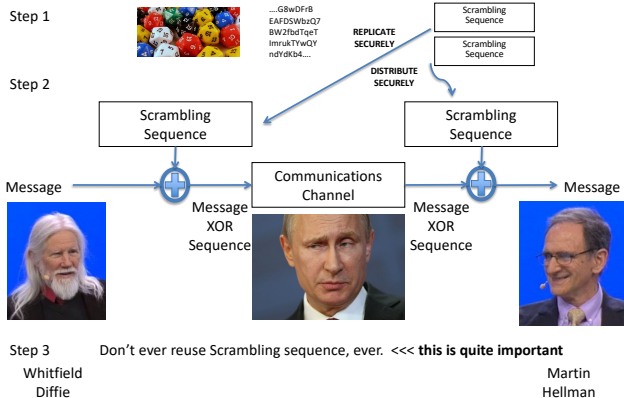 Step 1
....G8wDFrB
EAFDSWbzQ7
BW2fbdTqeT
ImrukTYwQY
ndYdKb4....
REPLICATE
SECURELY
Scrambling
Sequence
Scrambling
Sequence
DISTRIBUTE
SECURELY
Step 2
Scrambling
Sequence
Scrambling
Sequence
Message
Communications
Channel
Message
Message
XOR
Sequence
Message
XOR
Sequence
Step 3 Don’t ever reuse Scrambling sequence, ever. <<< this is quite important
Whitfield
Diffie
Martin
Hellman